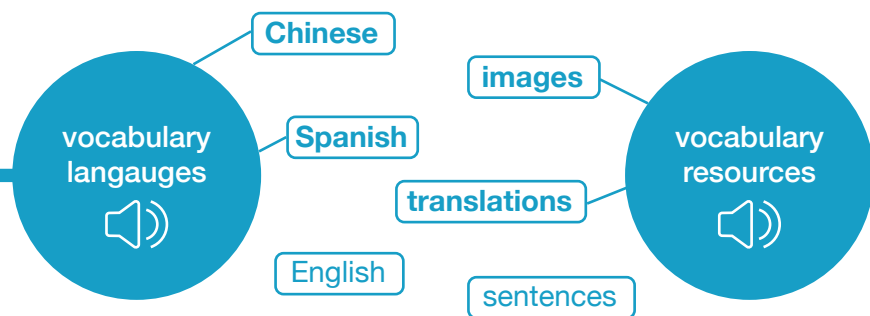 vocabulary
langauges
Chinese
Spanish
English
images
translations
sentences
vocabulary
resources